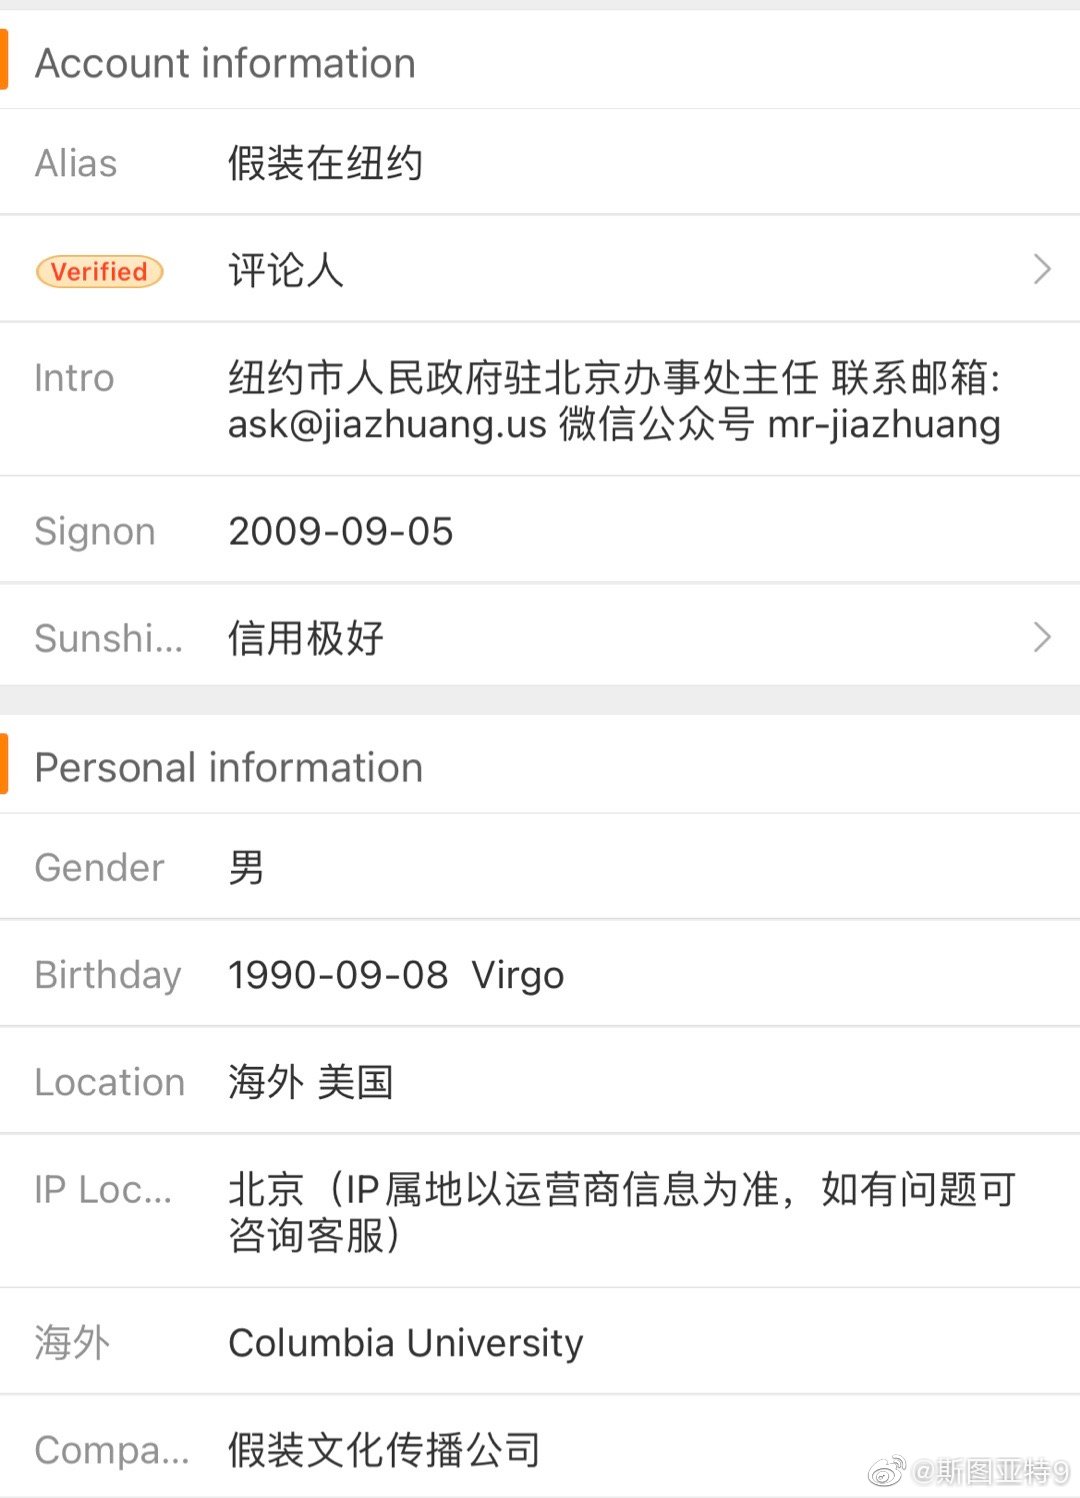 Account information
Alias 假装在纽约
Verified 评论人
Intro 纽约市人民政府驻北京办事处主任 联系邮箱:
ask@jiazhuang.us 微信公众号 mr-jiazhuang
Signon 2009-09-05
Sunshi... 信用极好
Personal information
Gender 男
Birthday 1990-09-08 Virgo
Location 海外 美国
IP Loc... 北京（IP属地以运营商信息为准，如有问题可
咨询客服）
海外 Columbia University
Compa... 假装文化传播公司
@斯图亚特9